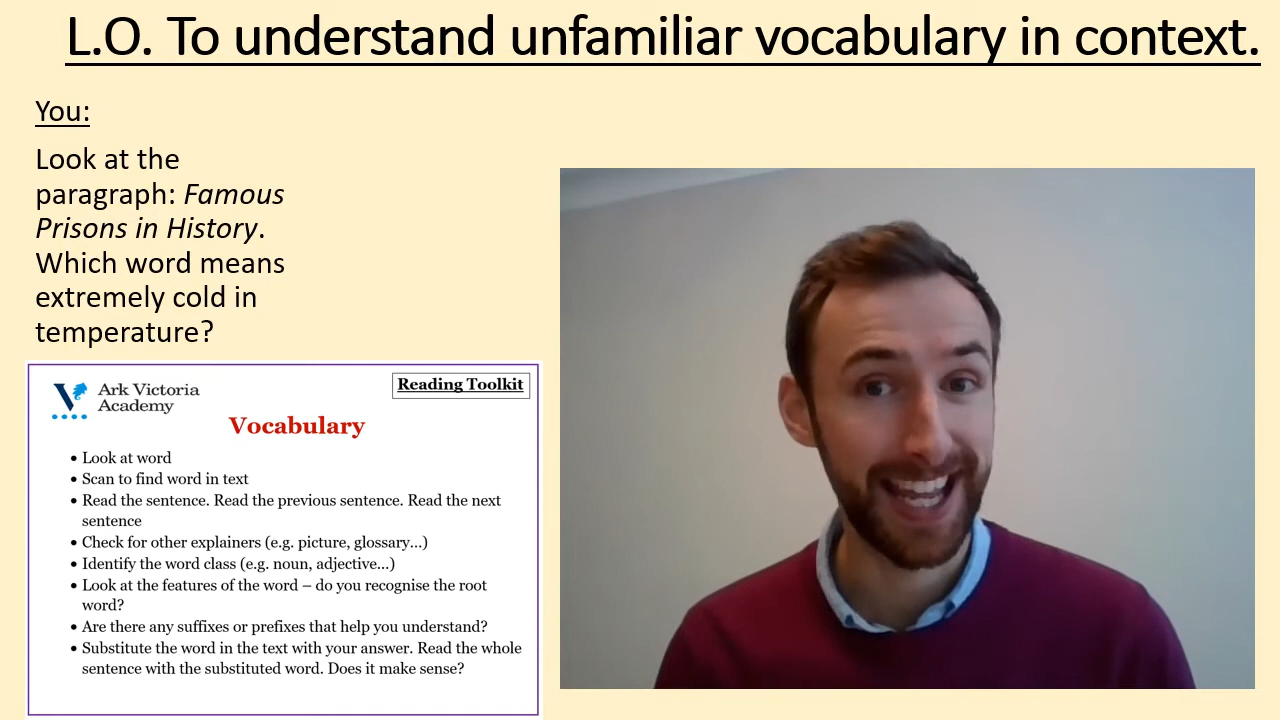 L.O. To understand unfamiliar vocabulary in context.
You:
Look at the
paragraph: Famous
Prisons in History.
Which word means
extremely cold in
temperature?
Ark Victoria
Academy
Reading Toolkit
Vocabulary
• Look at word
• Scan to find word in text
• Read the sentence. Read the previous sentence. Read the next
sentence
• Check for other explainers (e.g. picture, glossary...)
• Identify the word class (e.g. noun, adjective...)
• Look at the features of the word – do you recognise the root
word?
• Are there any suffixes or prefixes that help you understand?
• Substitute the word in the text with your answer. Read the whole
sentence with the substituted word. Does it make sense?